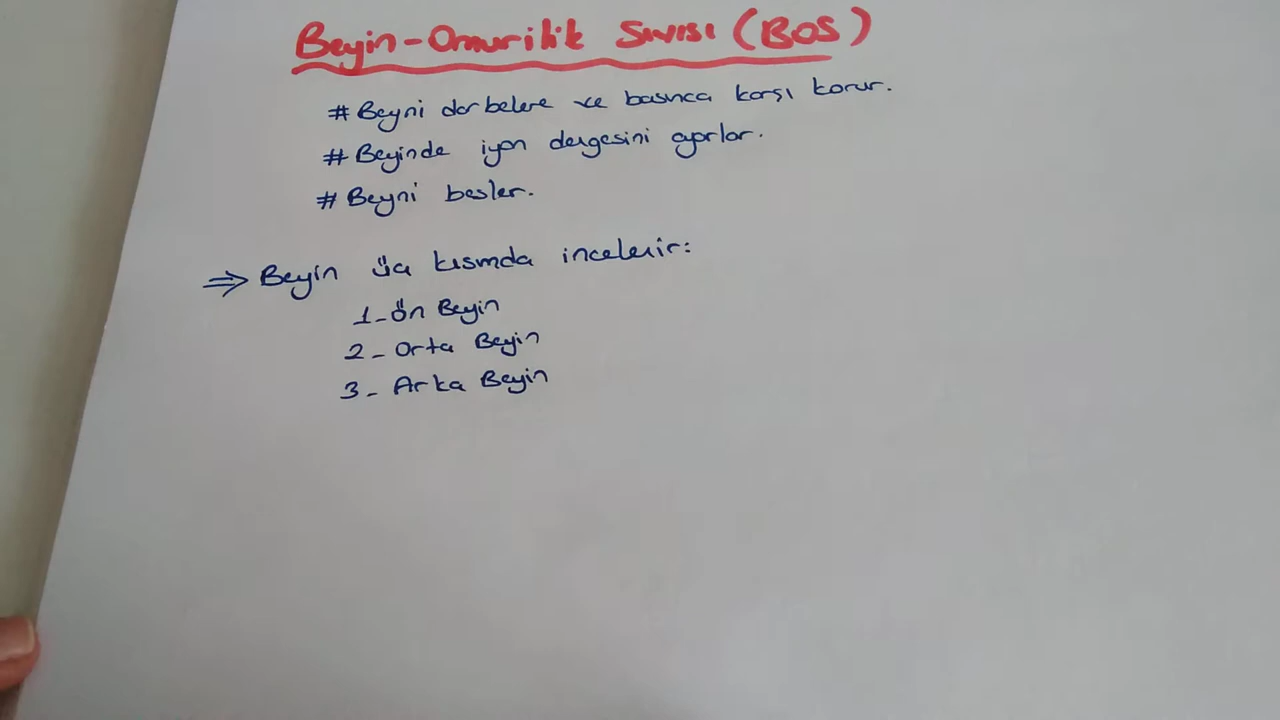 Beyin-Omurilik Sıvısı (BOS)
# Beyni darbelere ve basınca karşı korur.
# Beyinde iyon dengesini ayarlar.
# Beyni besler.
⇒ Beyin üç kısımda incelenir:
1- Ön Beyin
2- Orta Beyin
3- Arka Beyin